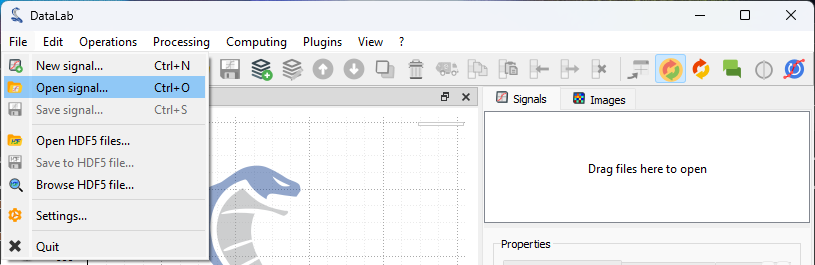 DataLab
File Edit Operations Processing Computing Plugins View ?
New signal... Ctrl+N
Open signal... Ctrl+O
Save signal... Ctrl+S
Open HDF5 files...
Save to HDF5 file...
Browse HDF5 file...
Settings...
Quit
Signals Images
Drag files here to open
Properties